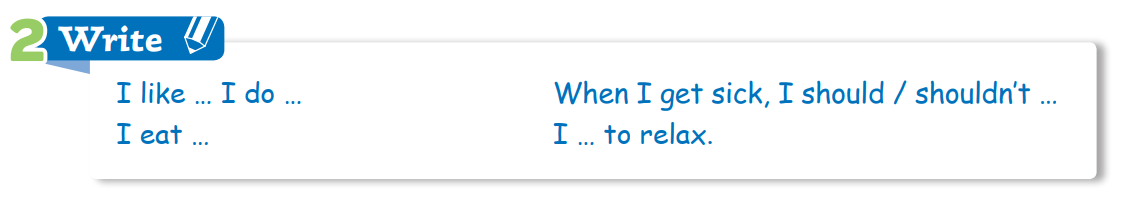 2 Write
I like … I do …
I eat …
When I get sick, I should / shouldn't …
I … to relax.